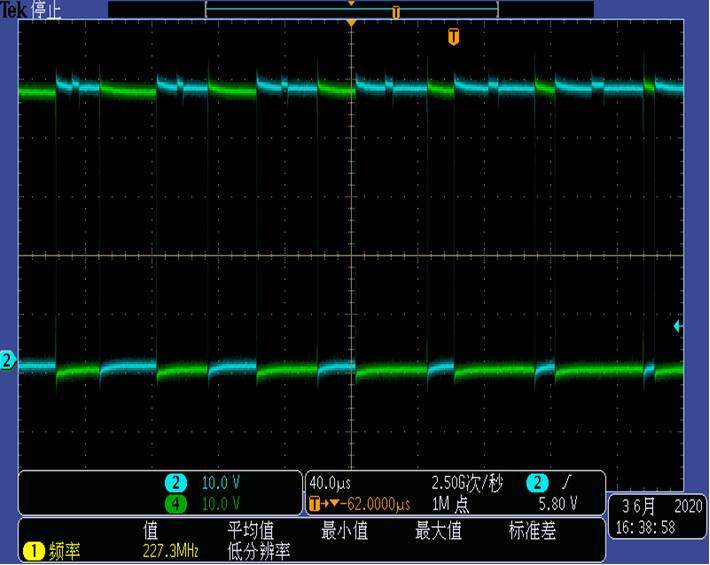 Tek 停止
T
T
2
2 10.0 V
4 10.0 V
40.0μs 2.50G次/秒 2 5.80 V
T→▼-62.0000μs 1M 点
3 6月 2020
16:38:58
值 平均值 最小值 最大值 标准差
1 频率 227.3MHz 低分辨率